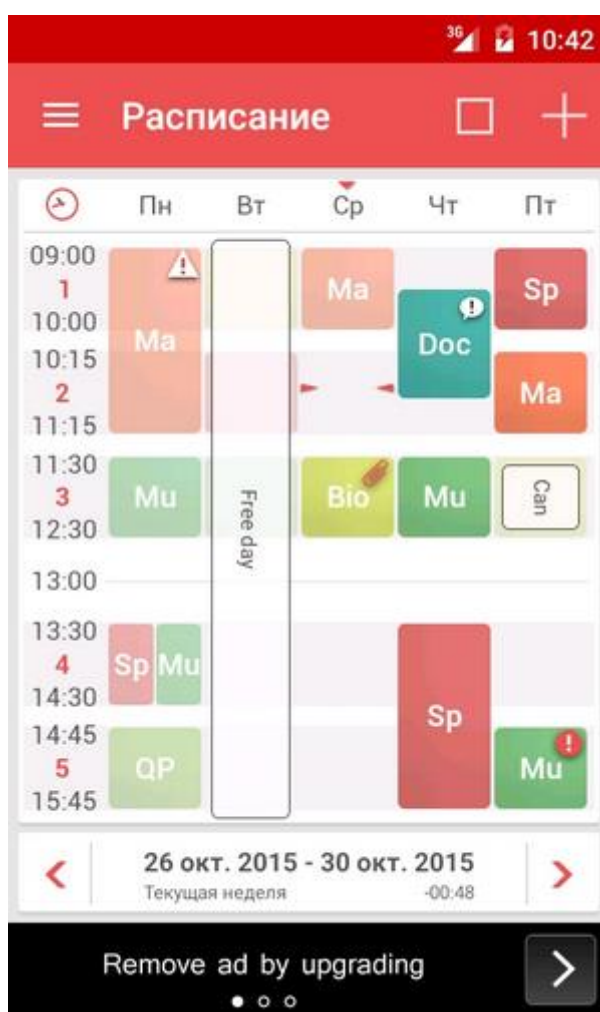 3G 10:42
Расписание
Пн Вт Ср Чт Пт
09:00
1
10:00
Ma Ma Doc Sp
10:15
2
11:15
Ma
11:30
3
12:30
Mu Free day Bio Mu Can
13:00
13:30
4
14:30
Sp Mu Sp
14:45
5
15:45
QP Mu
26 окт. 2015 - 30 окт. 2015
Текущая неделя -00:48
Remove ad by upgrading